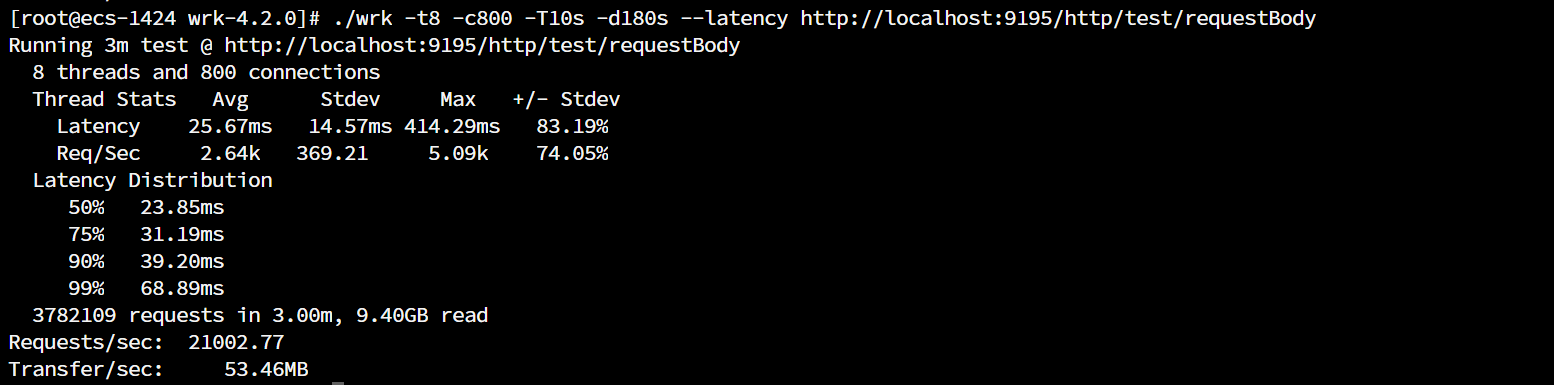 [root@ecs-1424 wrk-4.2.0]# ./wrk -t8 -c800 -T10s -d180s --latency http://localhost:9195/http/test/requestBody
Running 3m test @ http://localhost:9195/http/test/requestBody
  8 threads and 800 connections
  Thread Stats   Avg      Stdev     Max   +/- Stdev
    Latency    25.67ms   14.57ms 414.29ms   83.19%
    Req/Sec     2.64k   369.21     5.09k    74.05%
  Latency Distribution
     50%   23.85ms
     75%   31.19ms
     90%   39.20ms
     99%   68.89ms
  3782109 requests in 3.00m, 9.40GB read
Requests/sec:  21002.77
Transfer/sec:     53.46MB